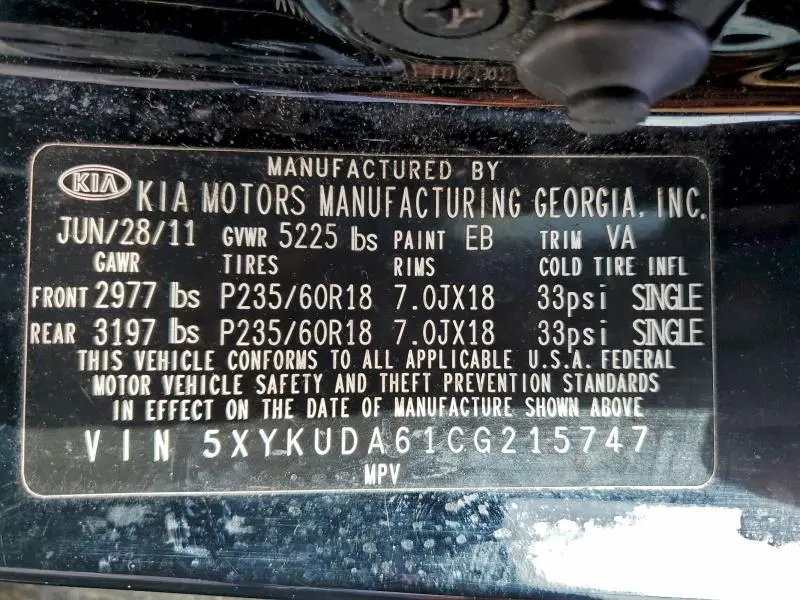 MANUFACTURED BY
KIA KIA MOTORS MANUFACTURING GEORGIA, INC.
JUN/28/11 GVWR 5225 lbs PAINT EB TRIM VA
GAWR TIRES RIMS COLD TIRE INFL
FRONT 2977 lbs P235/60R18 7.0JX18 33psi SINGLE
REAR 3197 lbs P235/60R18 7.0JX18 33psi SINGLE
THIS VEHICLE CONFORMS TO ALL APPLICABLE U.S.A. FEDERAL
MOTOR VEHICLE SAFETY AND THEFT PREVENTION STANDARDS
IN EFFECT ON THE DATE OF MANUFACTURE SHOWN ABOVE
VIN 5XYKUDA61CG215747
MPV